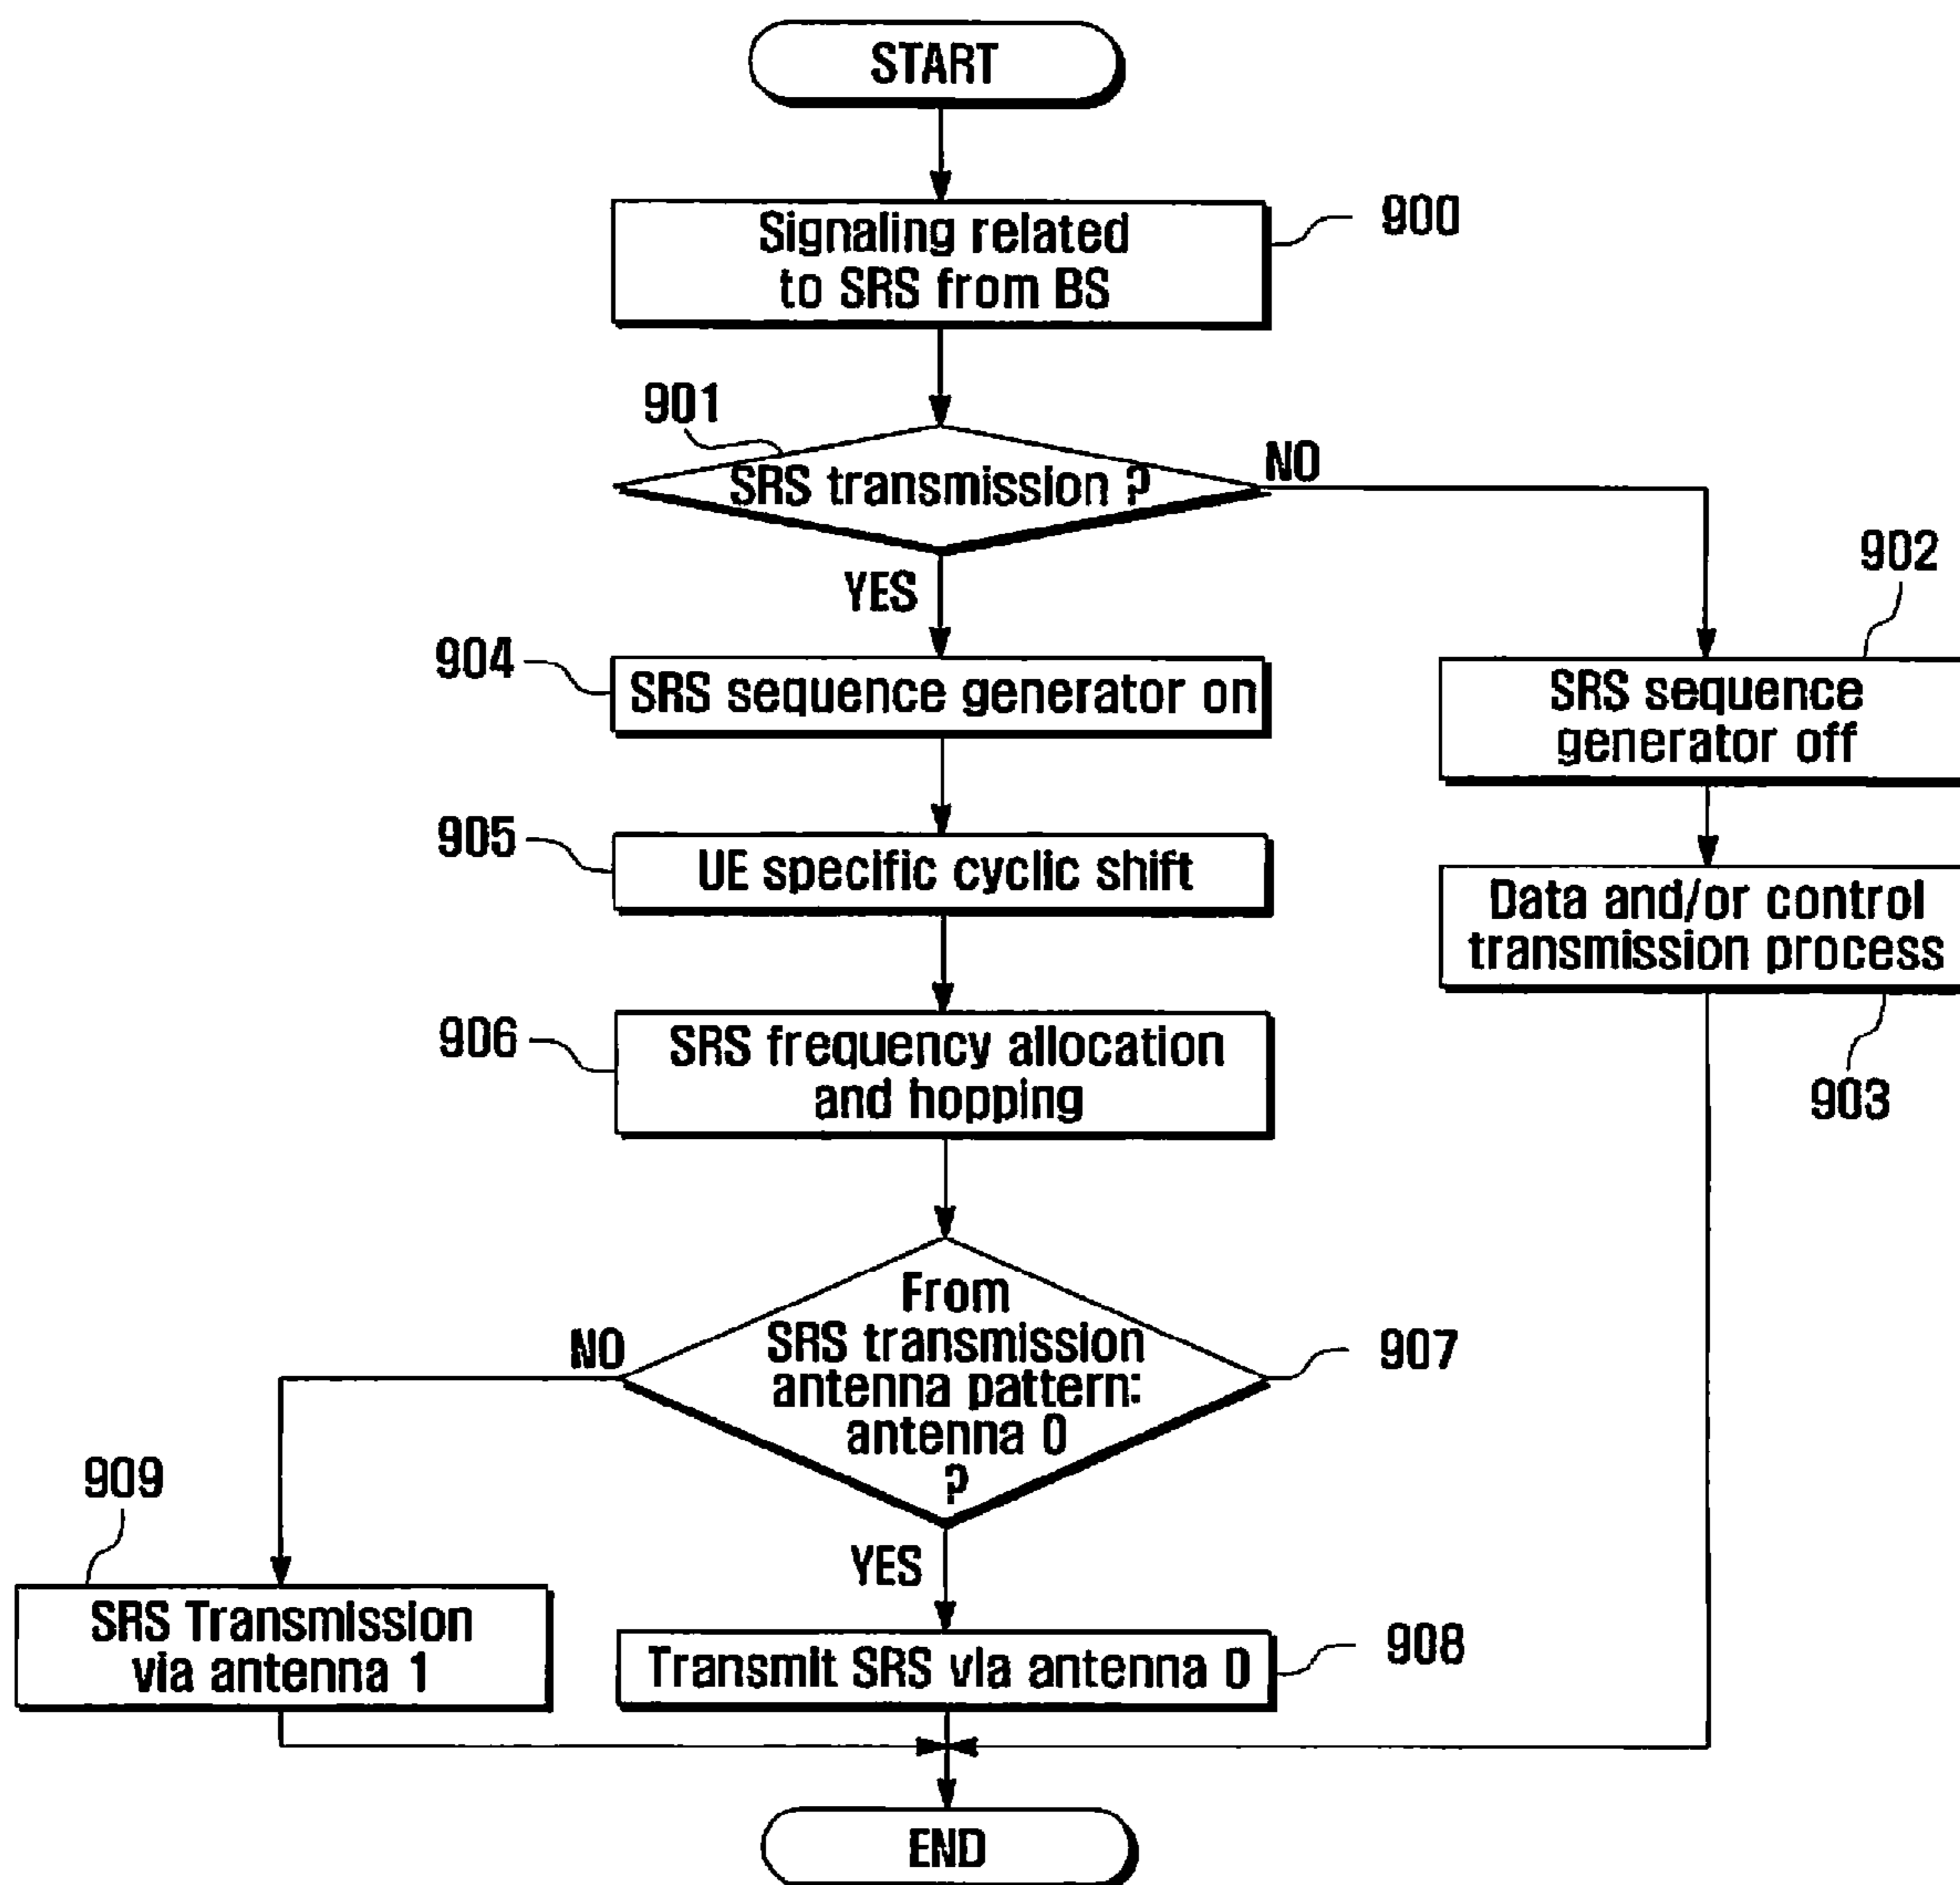 START
Signaling related
to SRS from BS
900
901
SRS transmission ?
NO
YES
902
904
SRS sequence generator on
SRS sequence
generator off
905
UE specific cyclic shift
Data and/or control
transmission process
903
906
SRS frequency allocation
and hopping
From
SRS transmission
antenna pattern:
antenna 0
?
907
NO
YES
909
SRS Transmission
via antenna 1
Transmit SRS via antenna 0
908
END